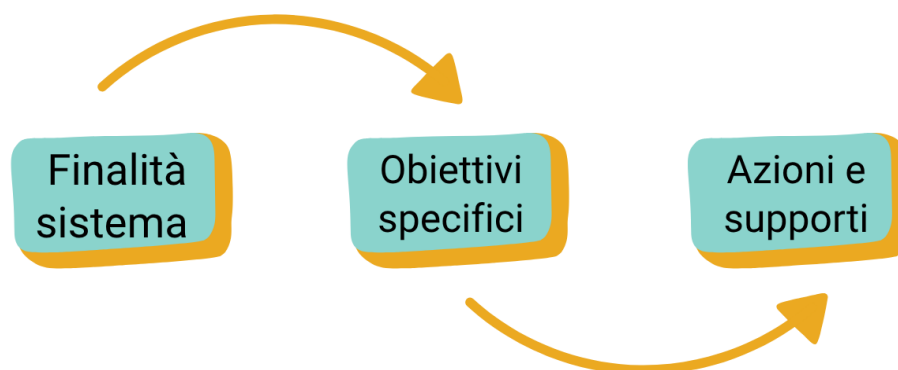 Finalità
sistema
Obiettivi
specifici
Azioni e
supporti